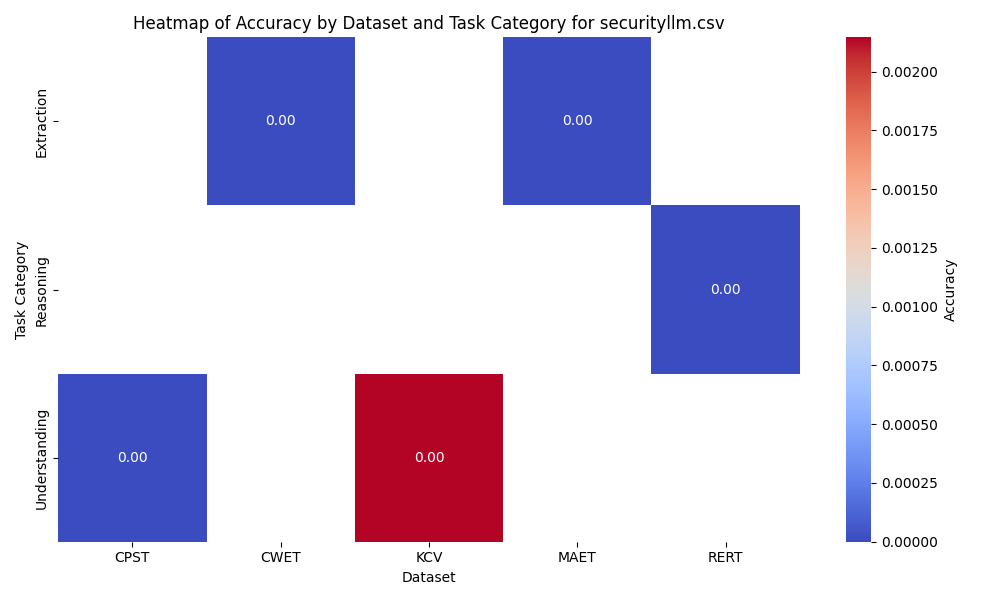 Heatmap of Accuracy by Dataset and Task Category for securityllm.csv
Task Category
Extraction
Reasoning
Understanding
0.00
0.00
0.00
0.00
0.00
CPST
CWET
KCV
MAET
RERT
Dataset
0.00200
0.00175
0.00150
0.00125
0.00100
0.00075
0.00050
0.00025
0.00000
Accuracy